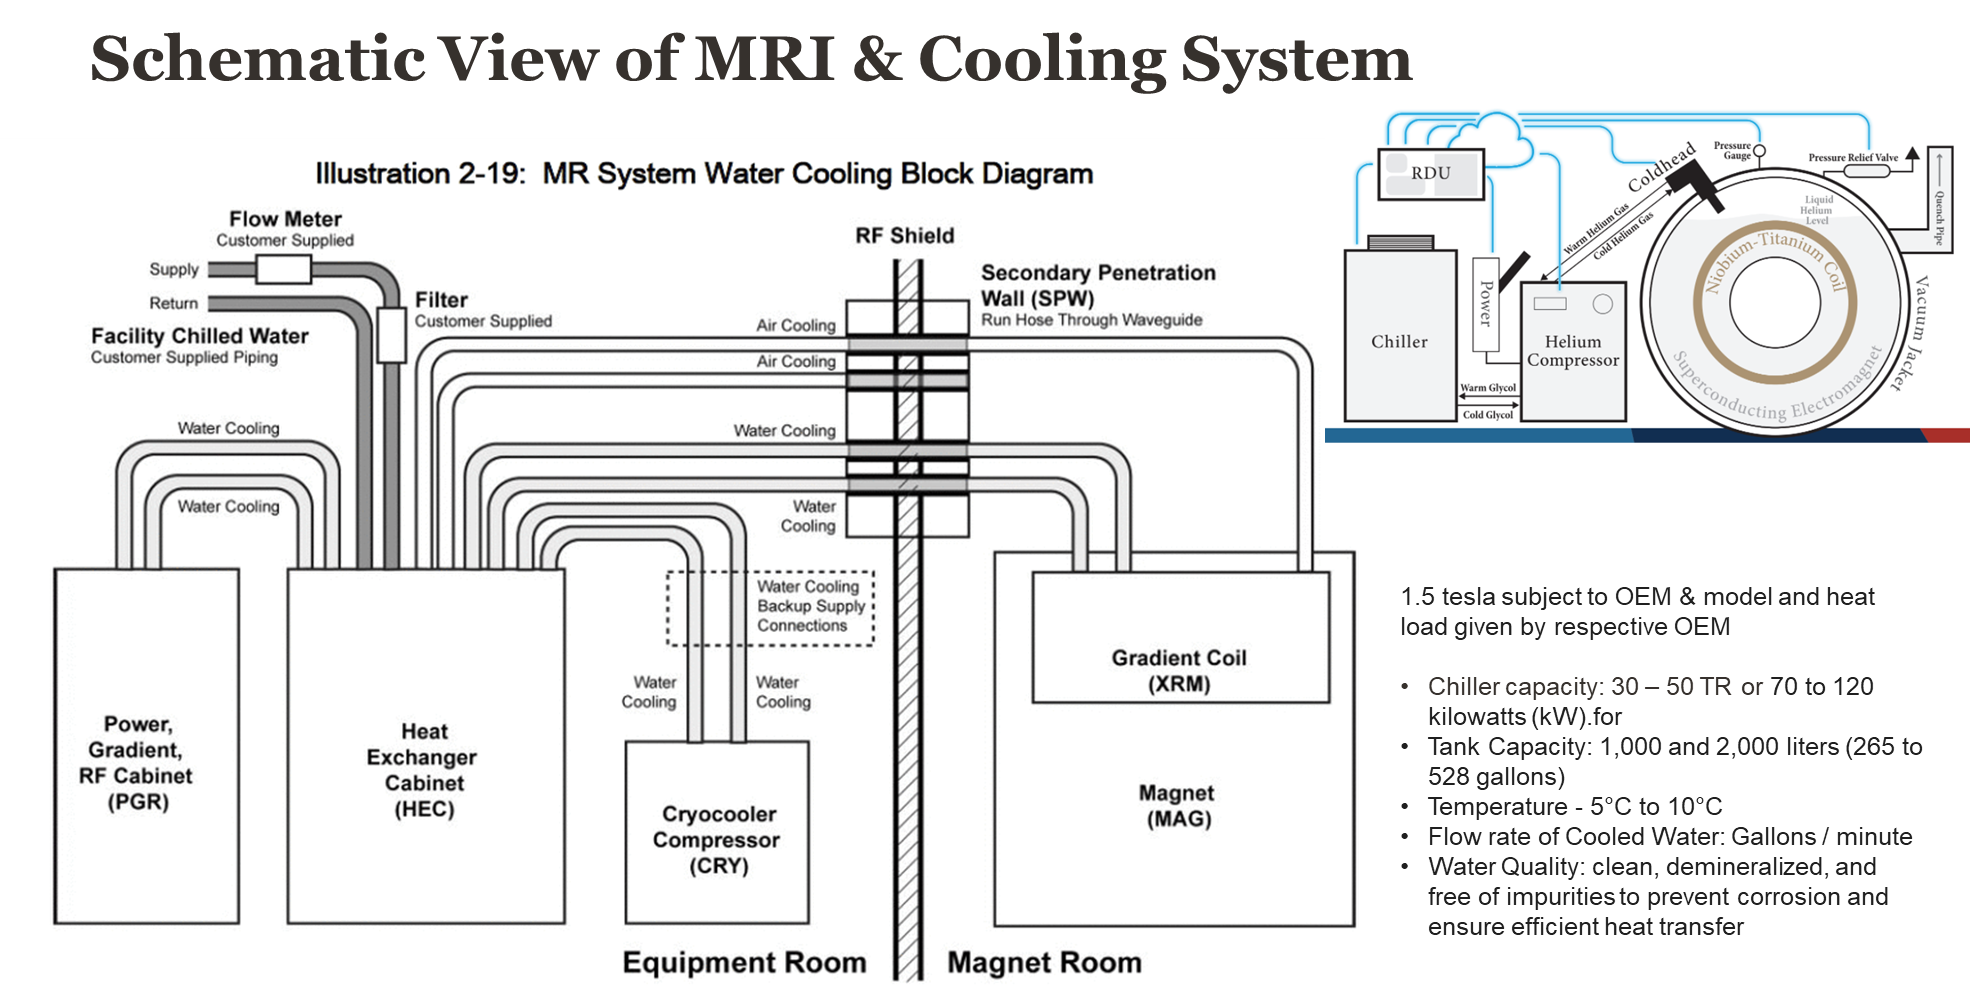 Schematic View of MRI & Cooling System
Illustration 2-19: MR System Water Cooling Block Diagram
Flow Meter
Customer Supplied
Supply
Return
Facility Chilled Water
Customer Supplied Piping
Filter
Customer Supplied
RF Shield
Secondary Penetration
Wall (SPW)
Run Hose Through Waveguide
Air Cooling
Air Cooling
Water Cooling
Water Cooling
Water Cooling
Water
Cooling
Water Cooling
Backup Supply
Connections
Water
Cooling
Water
Cooling
Power,
Gradient,
RF Cabinet
(PGR)
Heat
Exchanger
Cabinet
(HEC)
Cryocooler
Compressor
(CRY)
Gradient Coil
(XRM)
Magnet
(MAG)
Equipment Room
Magnet Room
RDU
Coldhead
Pressure
Gauge
Pressure Relief Valve
Quench Pipe
Warm Helium Gas
Cold Helium Gas
Liquid
Helium
Level
Niobium-Titanium Coil
Superconducting Electromagnet
Vacuum Jacket
Chiller
Power
Helium
Compressor
Warm Glycol
Cold Glycol
1.5 tesla subject to OEM & model and heat
load given by respective OEM
• Chiller capacity: 30 – 50 TR or 70 to 120
kilowatts (kW).for
• Tank Capacity: 1,000 and 2,000 liters (265 to
528 gallons)
• Temperature - 5°C to 10°C
• Flow rate of Cooled Water: Gallons / minute
• Water Quality: clean, demineralized, and
free of impurities to prevent corrosion and
ensure efficient heat transfer